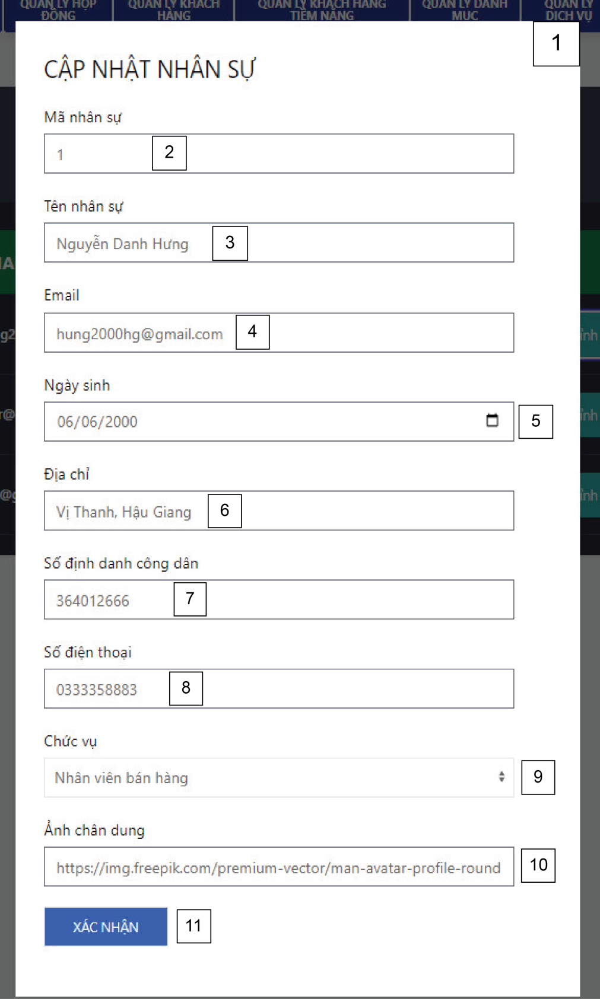 QUẢN LÝ HỢP
ĐỒNG
QUẢN LÝ KHÁCH
HÀNG
QUẢN LÝ KHÁCH HÀNG
TIỀM NĂNG
QUẢN LÝ DANH
MỤC
QUẢN LÝ
DỊCH VỤ
1
CẬP NHẬT NHÂN SỰ
Mã nhân sự
1 2
Tên nhân sự
Nguyễn Danh Hưng 3
Email
hung2000hg@gmail.com 4
Ngày sinh
06/06/2000 5
Địa chỉ
Vị Thanh, Hậu Giang 6
Số định danh công dân
364012666 7
Số điện thoại
0333358883 8
Chức vụ
Nhân viên bán hàng 9
Ảnh chân dung
https://img.freepik.com/premium-vector/man-avatar-profile-round 10
XÁC NHẬN 11